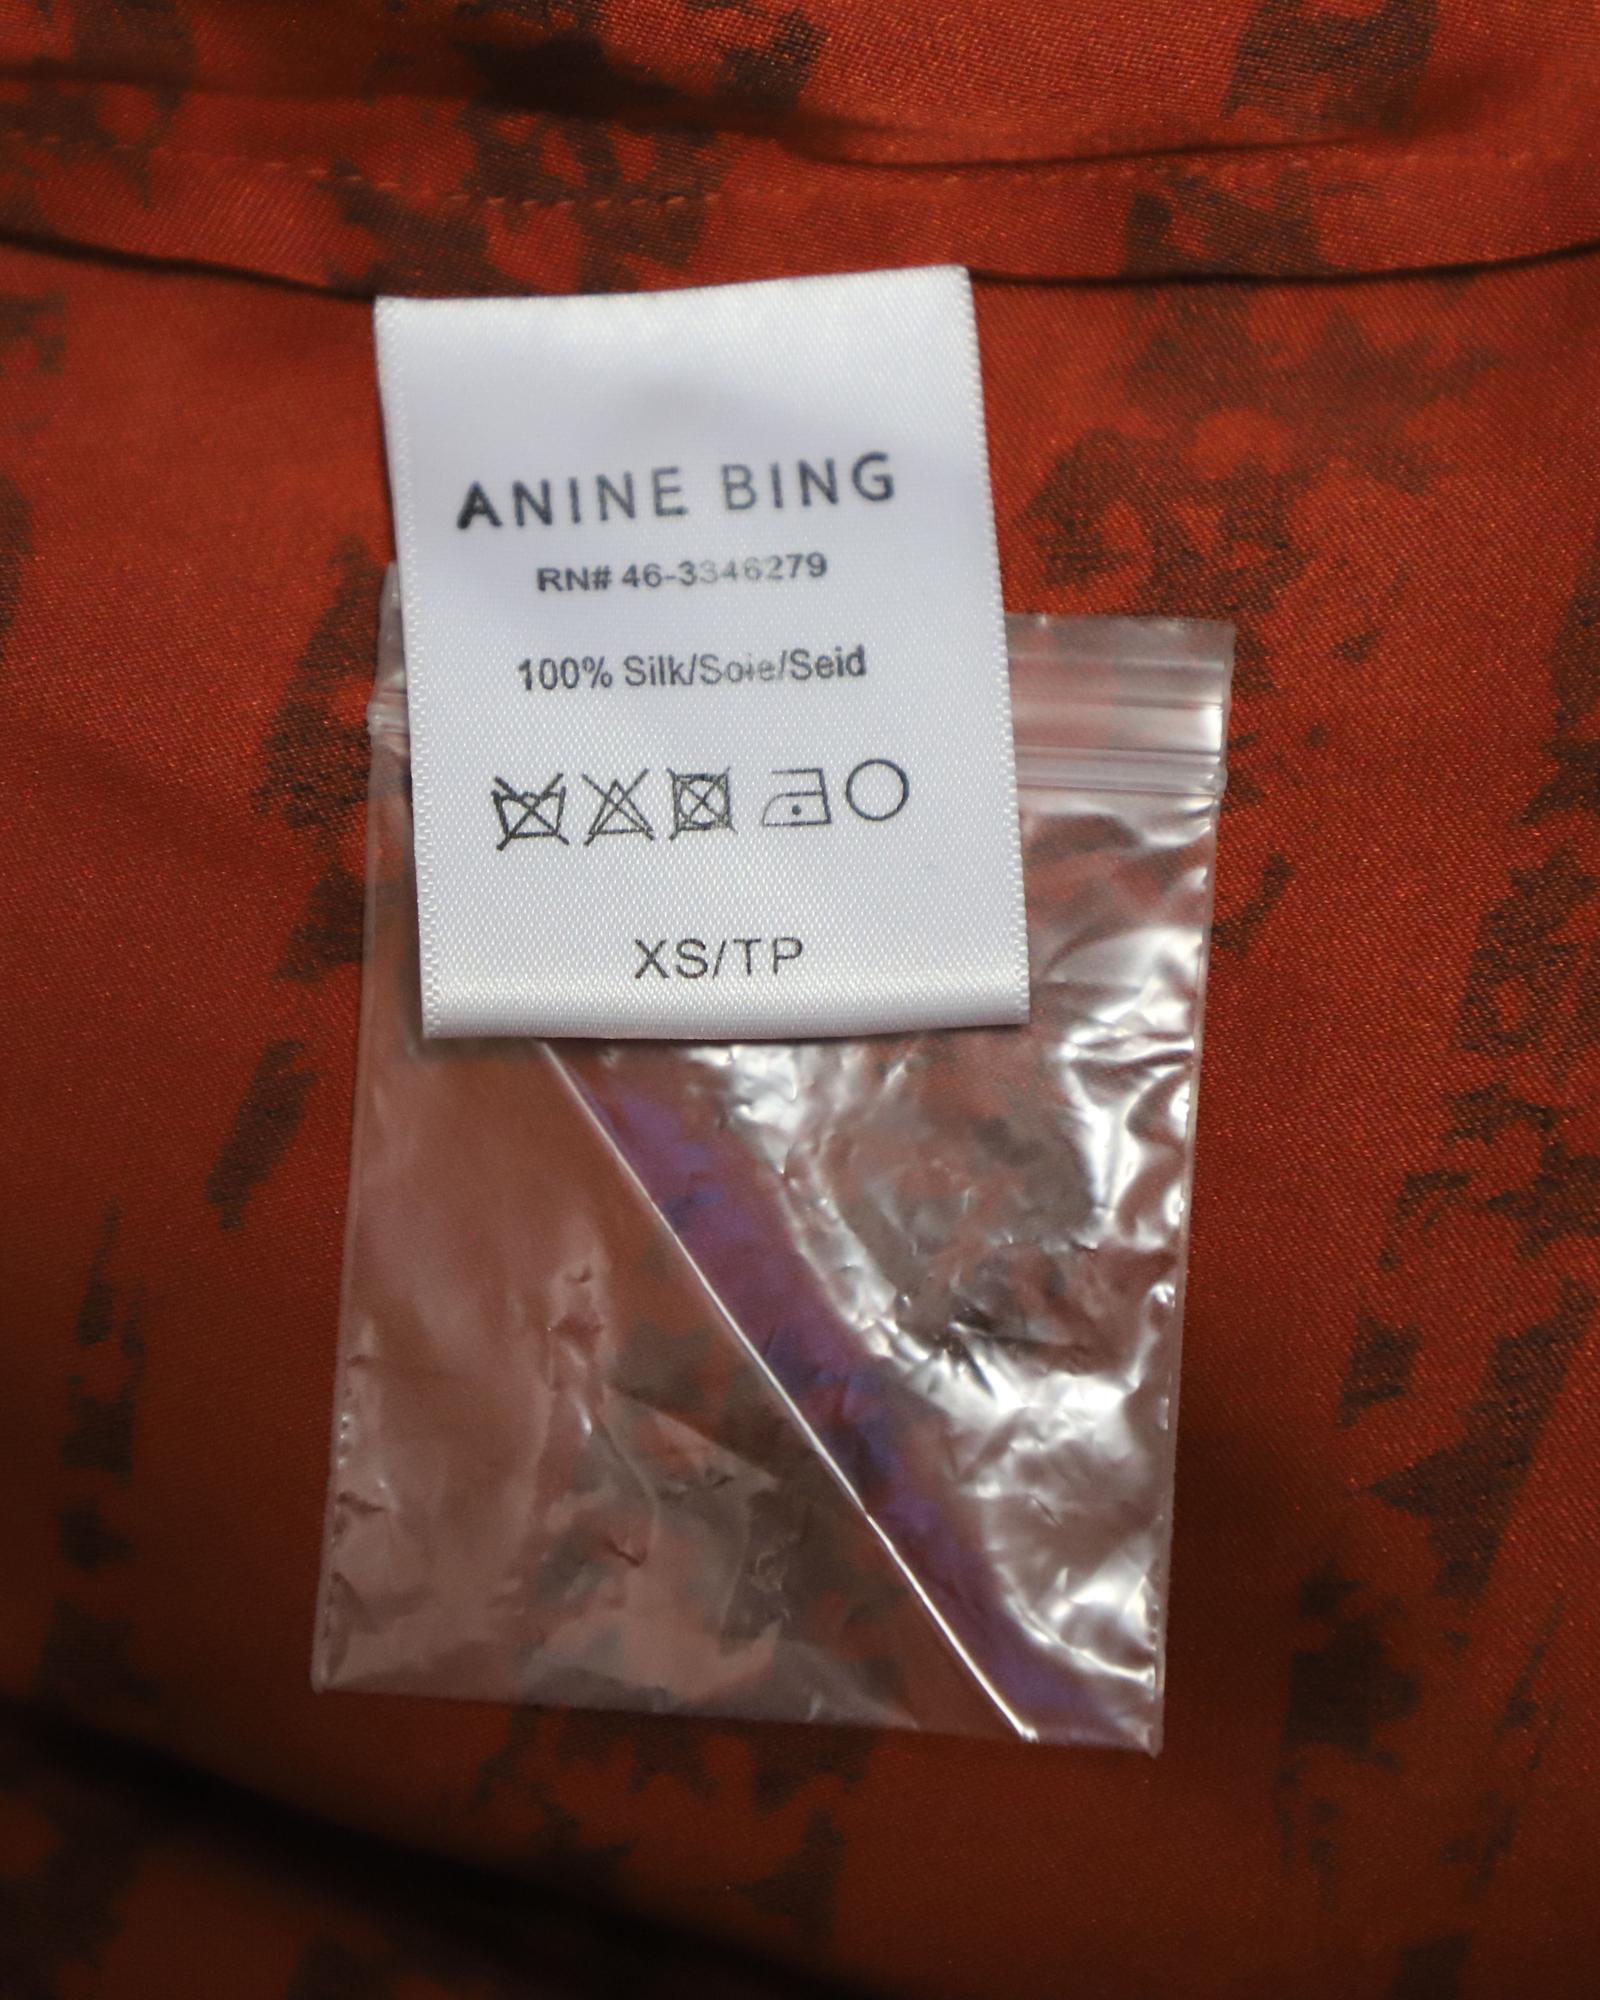 ANINE BING
RN# 46-3346279
100% Silk/Soie/Seid
XS/TP